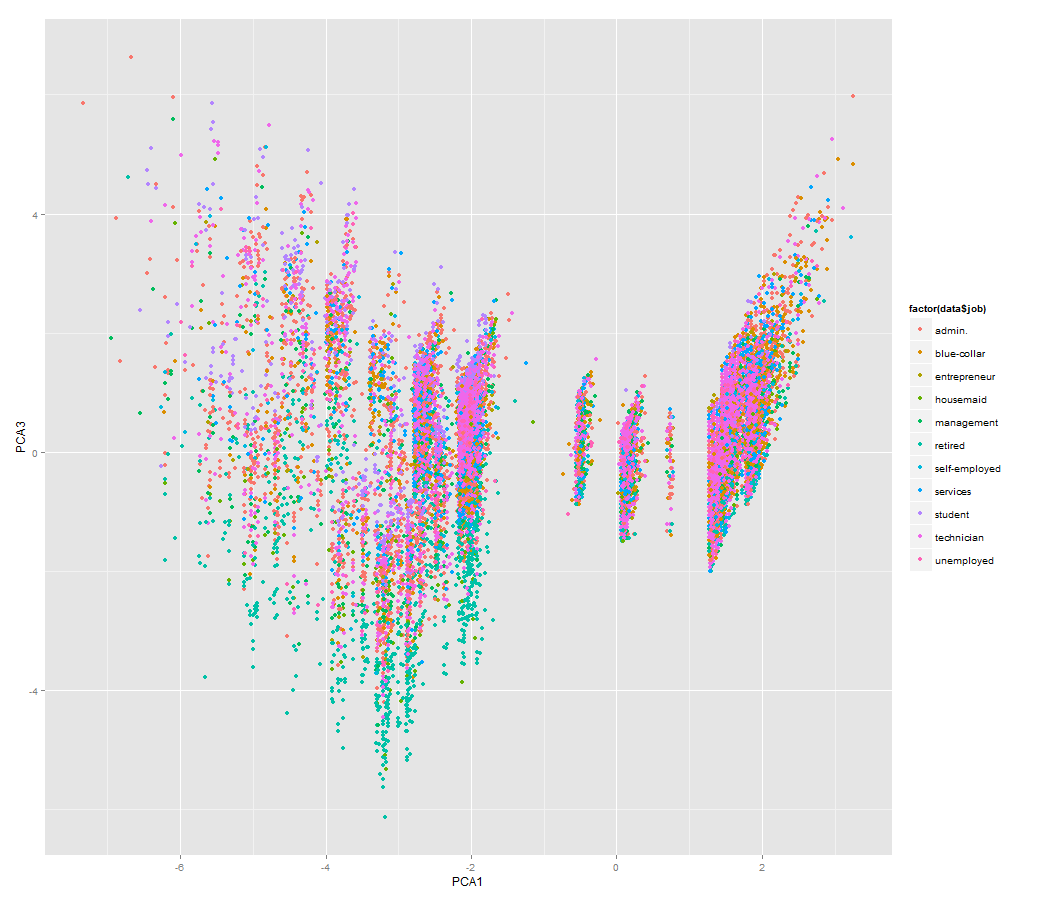 4
0
-4
PCA3
-6
-4
-2
0
2
PCA1
factor(data$job)
admin.
blue-collar
entrepreneur
housemaid
management
retired
self-employed
services
student
technician
unemployed